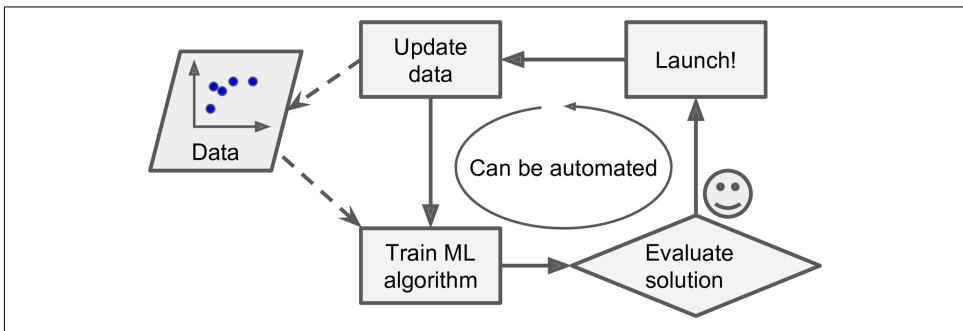 Update
data
Launch!
Data
Can be automated
Train ML
algorithm
Evaluate
solution